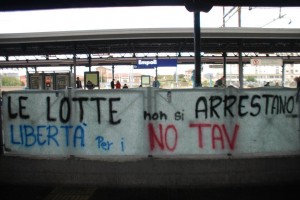 Empoli
LE LOTTE non si ARRESTANO!
LIBERTÀ Per i NO TAV